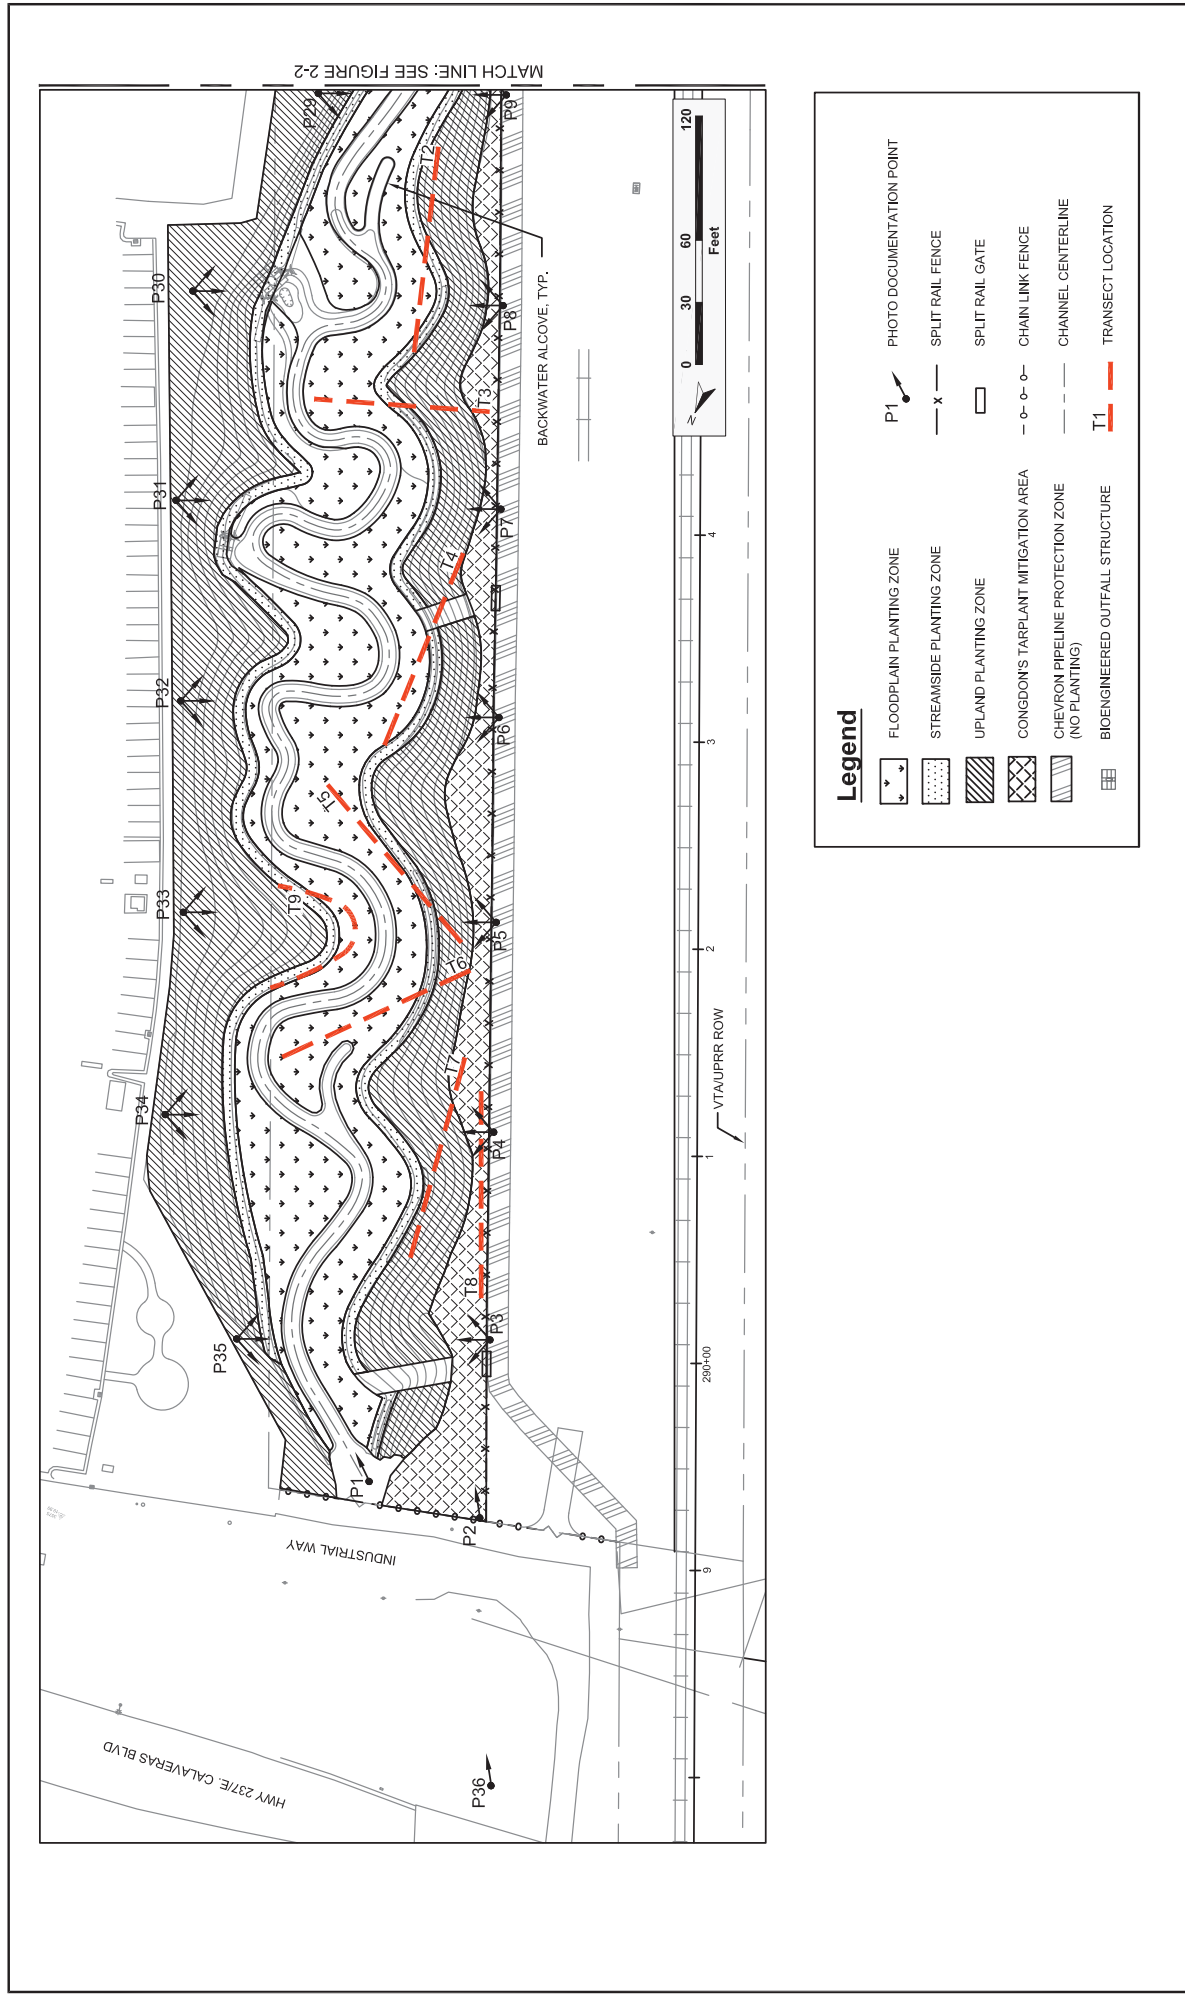 MATCH LINE: SEE FIGURE 2-2
P29
P30
P31
P32
P33
P34
P35
P9
P8
P7
P6
P5
P4
P3
P2
P1
P36
T2
T3
T4
T5
T9
T6
T7
T8
BACKWATER ALCOVE, TYP.
VTA/UPRR ROW
INDUSTRIAL WAY
HWY 237/E. CALAVERAS BLVD
4
3
2
1
290+00
9
N
0 30 60 120
Feet
Legend
FLOODPLAIN PLANTING ZONE
STREAMSIDE PLANTING ZONE
UPLAND PLANTING ZONE
CONGDON'S TARPLANT MITIGATION AREA
CHEVRON PIPELINE PROTECTION ZONE
(NO PLANTING)
BIOENGINEERED OUTFALL STRUCTURE
P1 PHOTO DOCUMENTATION POINT
x SPLIT RAIL FENCE
SPLIT RAIL GATE
CHAIN LINK FENCE
CHANNEL CENTERLINE
T1 TRANSECT LOCATION